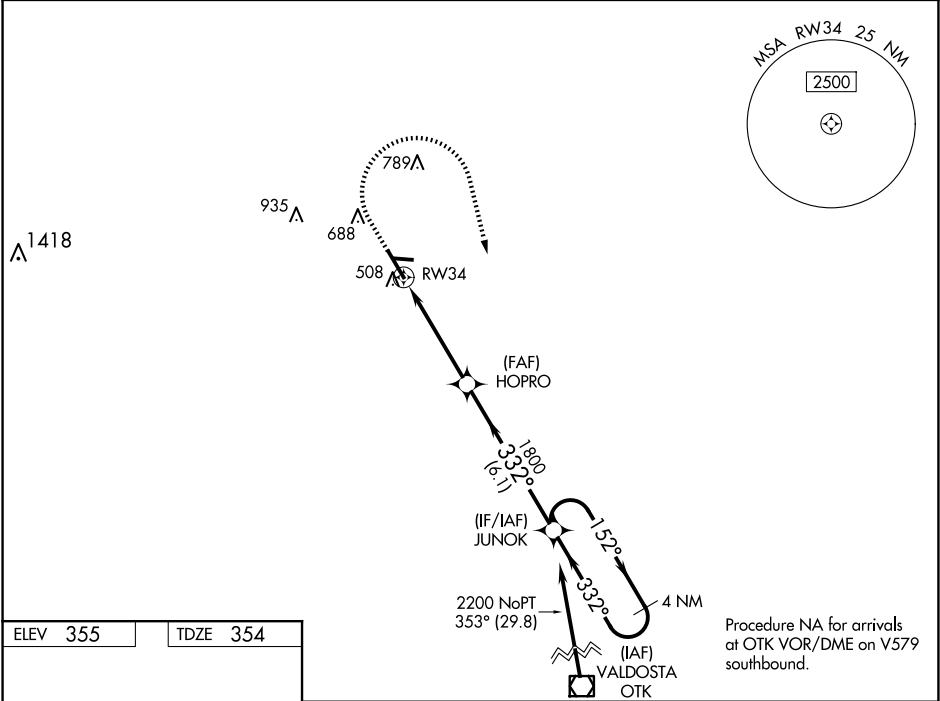 MSA RW34 25 NM
2500
789
935
688
1418
508
RW34
(FAF)
HOPRO
1800
332°
(6.1)
(IF/IAF)
JUNOK
152°
332°
4 NM
2200 NoPT
353° (29.8)
(IAF)
VALDOSTA
OTK
Procedure NA for arrivals
at OTK VOR/DME on V579
southbound.
ELEV 355
TDZE 354